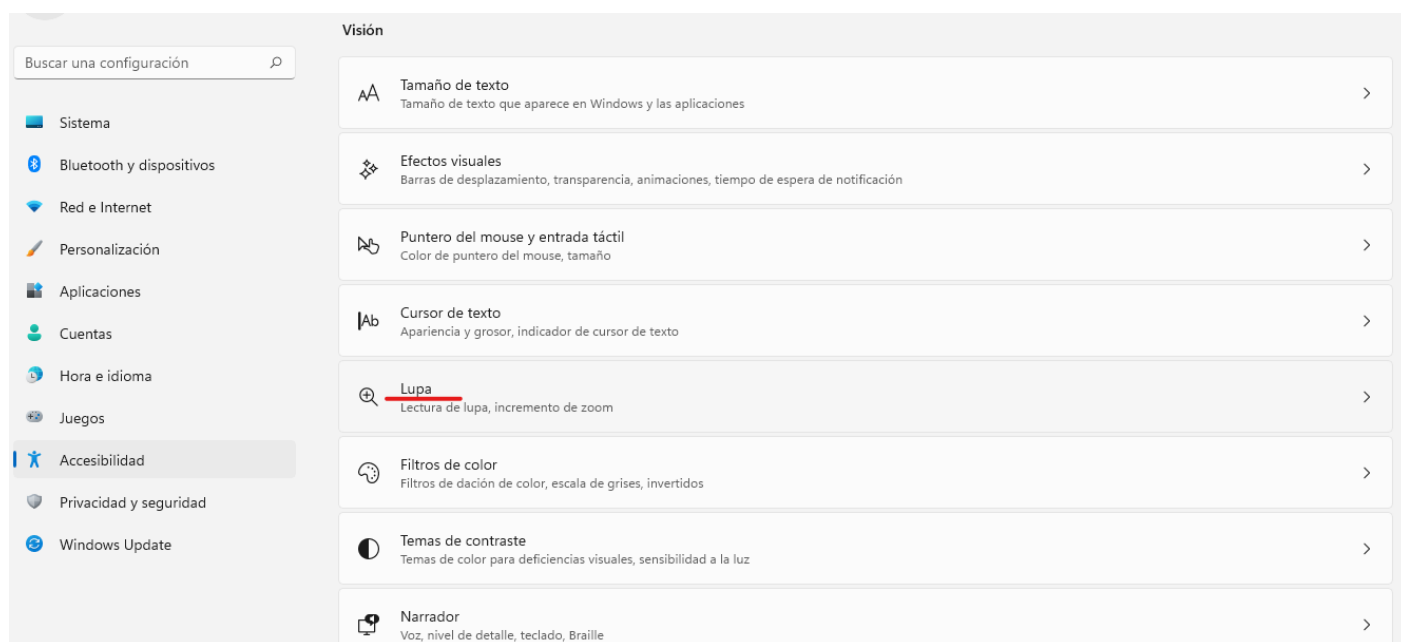 Buscar una configuración
Sistema
Bluetooth y dispositivos
Red e Internet
Personalización
Aplicaciones
Cuentas
Hora e idioma
Juegos
Accesibilidad
Privacidad y seguridad
Windows Update
Visión
Tamaño de texto
Tamaño de texto que aparece en Windows y las aplicaciones
Efectos visuales
Barras de desplazamiento, transparencia, animaciones, tiempo de espera de notificación
Puntero del mouse y entrada táctil
Color de puntero del mouse, tamaño
Cursor de texto
Apariencia y grosor, indicador de cursor de texto
Lupa
Lectura de lupa, incremento de zoom
Filtros de color
Filtros de dación de color, escala de grises, invertidos
Temas de contraste
Temas de color para deficiencias visuales, sensibilidad a la luz
Narrador
Voz, nivel de detalle, teclado, Braille